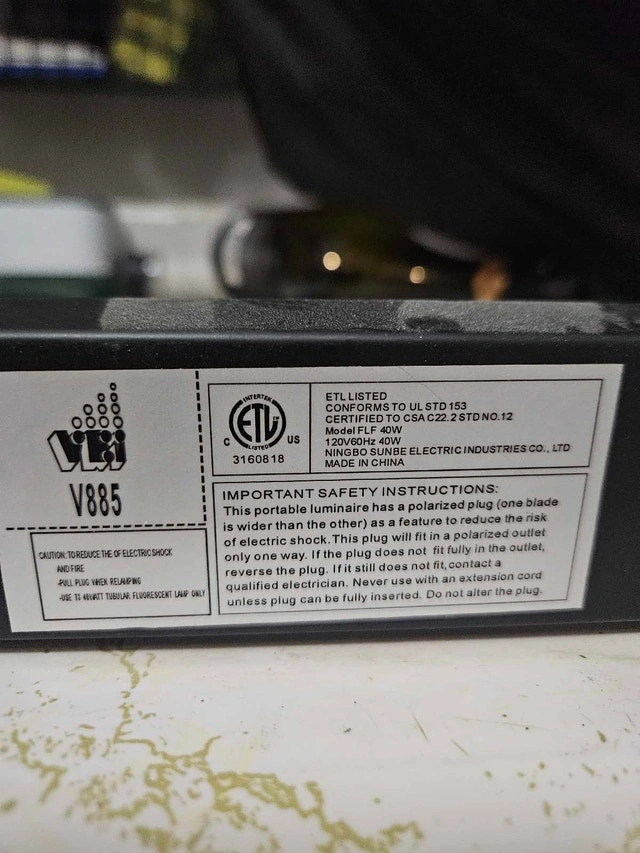 VRI
V885
CAUTION: TO REDUCE THE OF ELECTRIC SHOCK
AND FIRE
-PULL PLUG WHEN RELAMPING
-USE T8 40WATT TUBULAR FLUORESCENT LAMP ONLY
INTERTEK
ETL
LISTED
C US
3160818
ETL LISTED
CONFORMS TO UL STD 153
CERTIFIED TO CSA C22.2 STD NO.12
Model FLF 40W
120V60Hz 40W
NINGBO SUNBE ELECTRIC INDUSTRIES CO., LTD
MADE IN CHINA
IMPORTANT SAFETY INSTRUCTIONS:
This portable luminaire has a polarized plug (one blade
is wider than the other) as a feature to reduce the risk
of electric shock.This plug will fit in a polarized outlet
only one way. If the plug does not fit fully in the outlet,
reverse the plug. If it still does not fit,contact a
qualified electrician. Never use with an extension cord
unless plug can be fully inserted. Do not alter the plug.